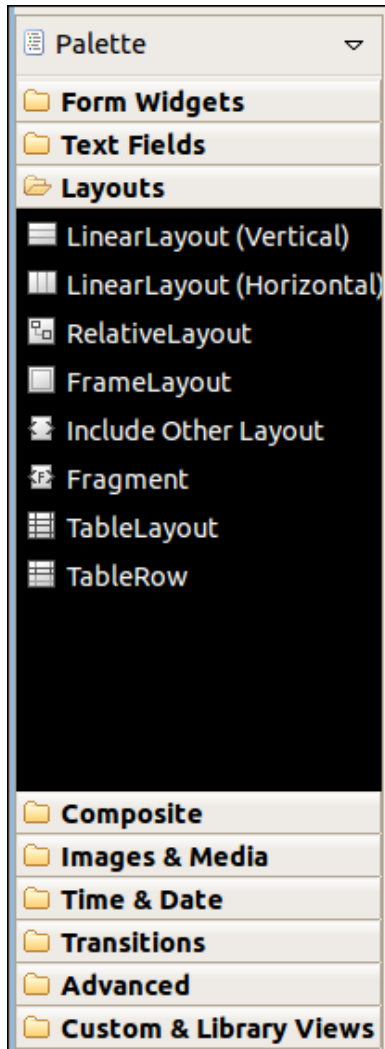 Palette
Form Widgets
Text Fields
Layouts
LinearLayout (Vertical)
LinearLayout (Horizontal)
RelativeLayout
FrameLayout
Include Other Layout
Fragment
TableLayout
TableRow
Composite
Images & Media
Time & Date
Transitions
Advanced
Custom & Library Views